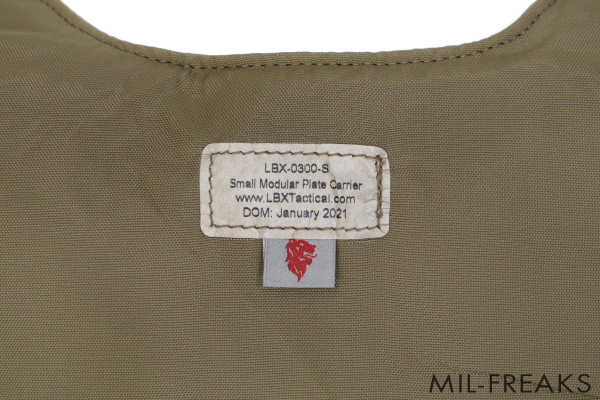 LBX-0300-S
Small Modular Plate Carrier
www.LBXTactical.com
DOM: January 2021
MIL-FREAKS